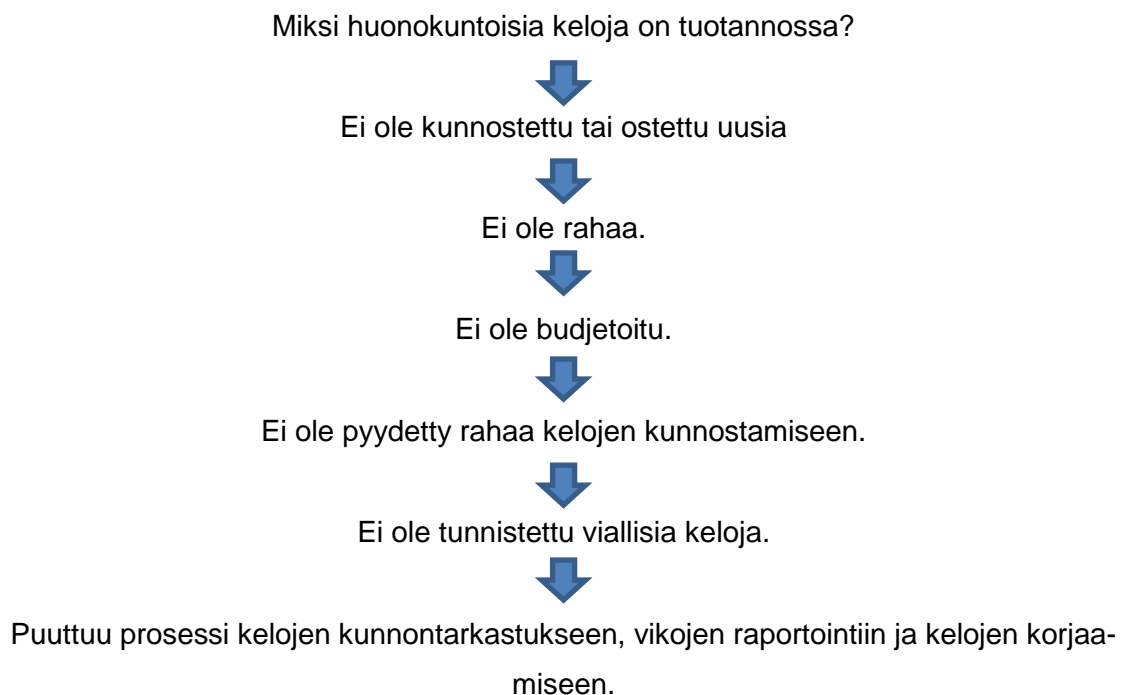 Miksi huonokuntoisia keloja on tuotannossa?
Ei ole kunnostettu tai ostettu uusia
Ei ole rahaa.
Ei ole budjetoitu.
Ei ole pyydetty rahaa kelojen kunnostamiseen.
Ei ole tunnistettu viallisia keloja.
Puuttuu prosessi kelojen kunnontarkastukseen, vikojen raportointiin ja kelojen korjaa-
miseen.